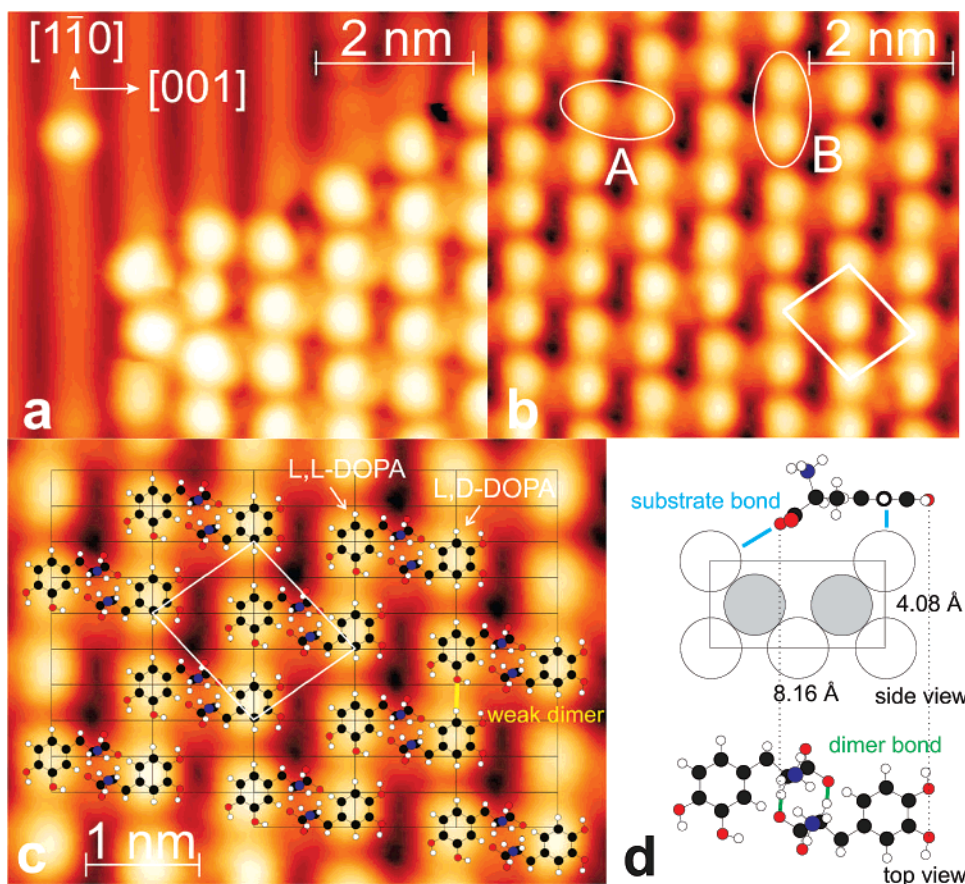 [11̄0]
[001]
2 nm
a
2 nm
A
B
b
L,L-DOPA
L,D-DOPA
weak dimer
1 nm
c
substrate bond
4.08 Å
8.16 Å
side view
dimer bond
d
top view